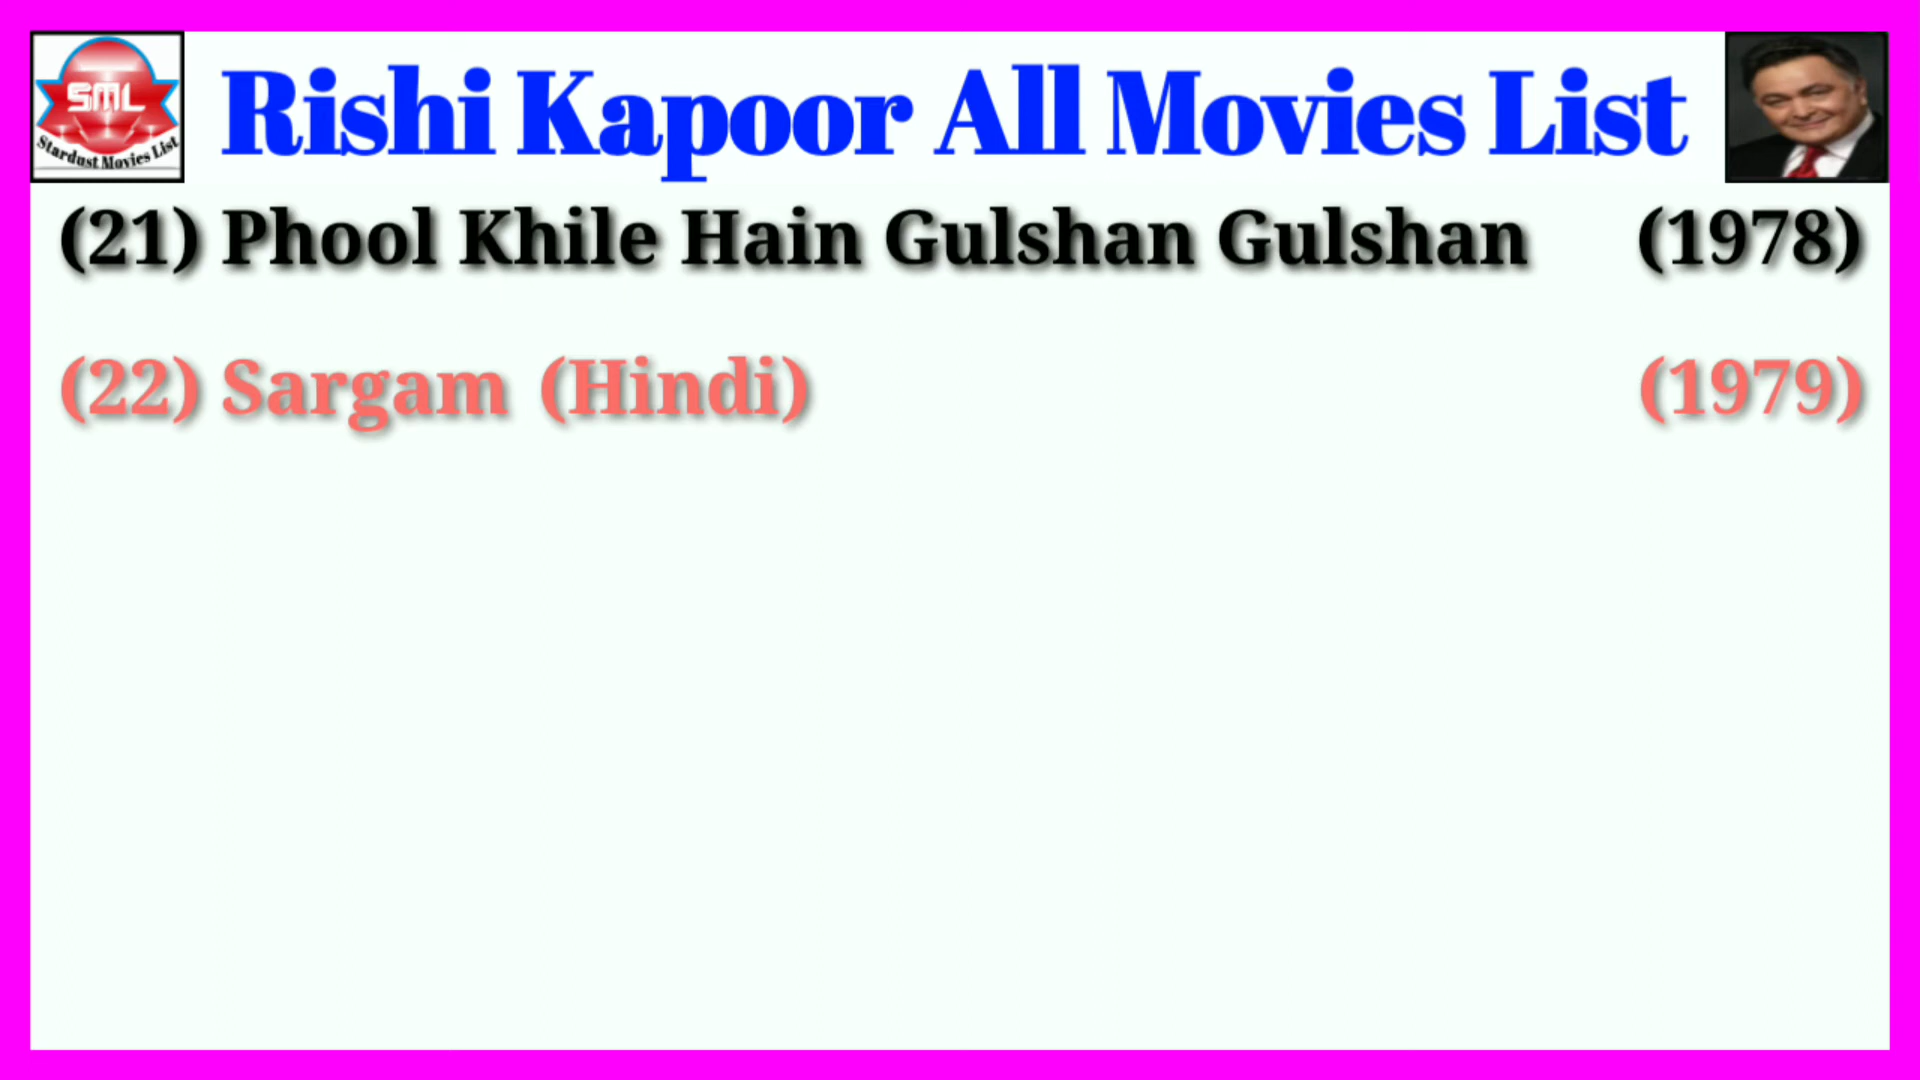 SML
Stardust Movies List
Rishi Kapoor All Movies List
(21) Phool Khile Hain Gulshan Gulshan (1978)
(22) Sargam (Hindi) (1979)